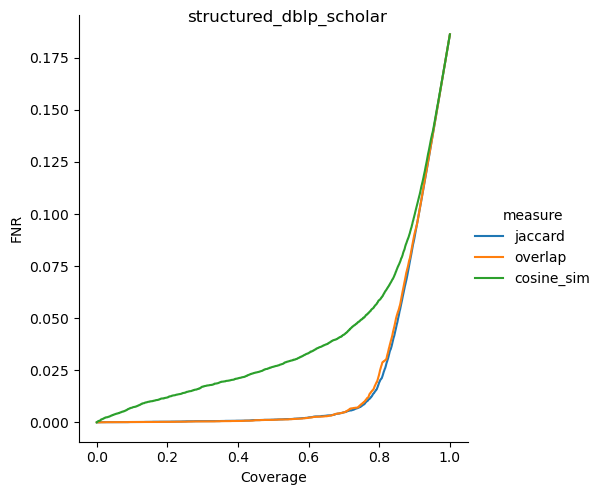 structured_dblp_scholar
0.175
0.150
0.125
0.100
0.075
0.050
0.025
0.000
FNR
0.0 0.2 0.4 0.6 0.8 1.0
Coverage
measure
jaccard
overlap
cosine_sim